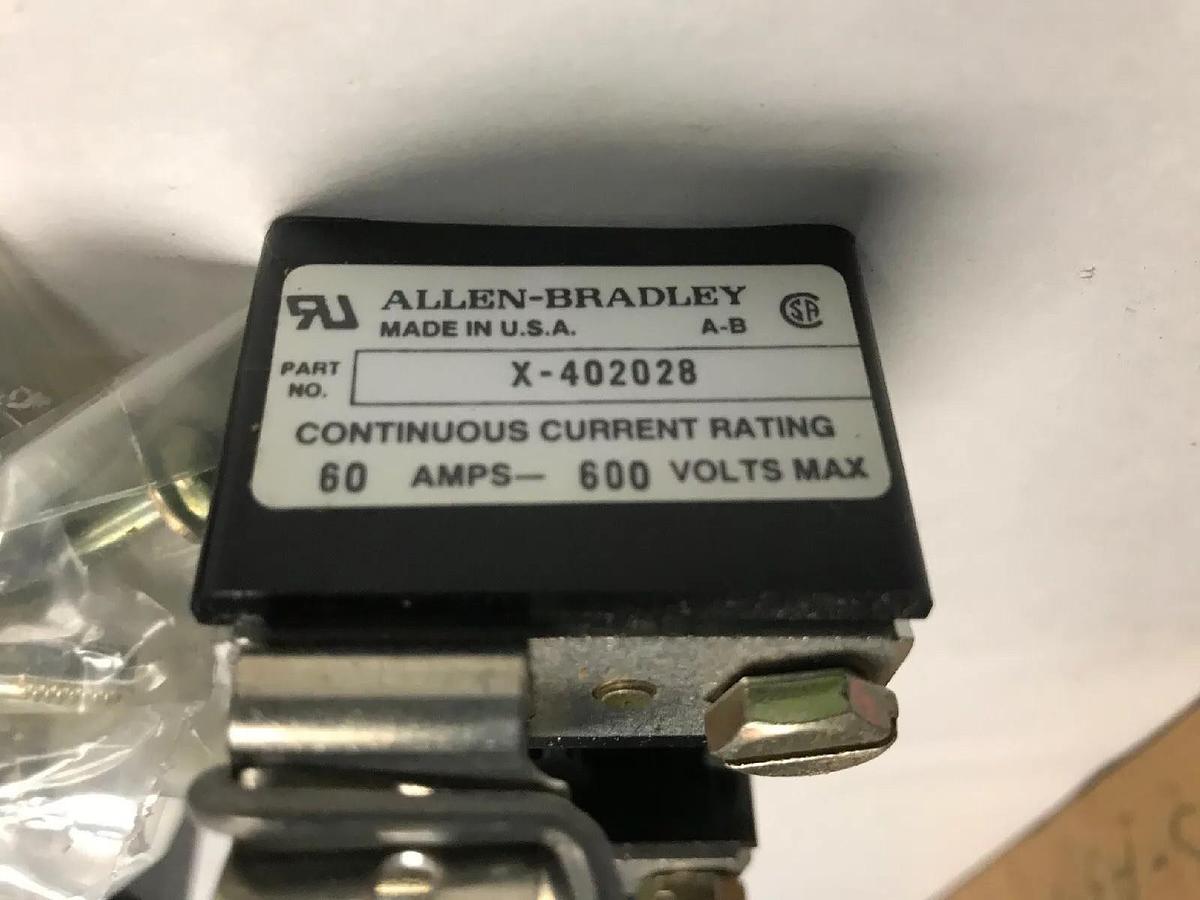 ALLEN-BRADLEY
MADE IN U.S.A. A-B
PART NO. X-402028
CONTINUOUS CURRENT RATING
60 AMPS— 600 VOLTS MAX